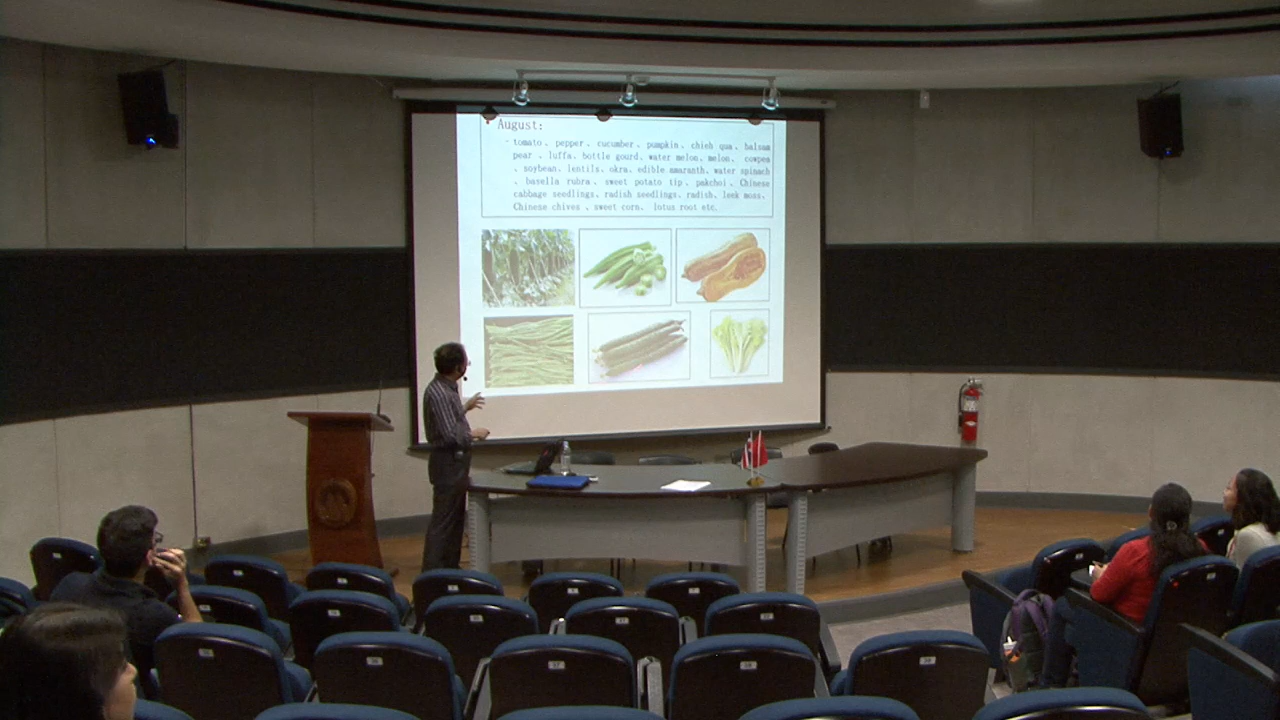 • August:
- tomato、pepper、cucumber、pumpkin、chieh qua、balsam
pear 、luffa、bottle gourd、water melon、melon、 cowpea
、soybean、lentils、okra、edible amaranth、water spinach
、basella rubra、sweet potato tip、pakchoi、Chinese
cabbage seedlings、radish seedlings、radish、leek moss、
Chinese chives 、sweet corn、 lotus root etc.